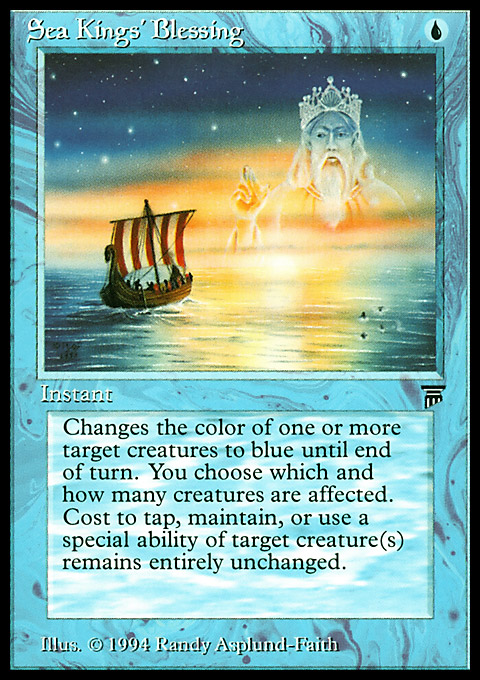 Sea Kings' Blessing
Instant
Changes the color of one or more
target creatures to blue until end
of turn. You choose which and
how many creatures are affected.
Cost to tap, maintain, or use a
special ability of target creature(s)
remains entirely unchanged.
Illus. © 1994 Randy Asplund-Faith